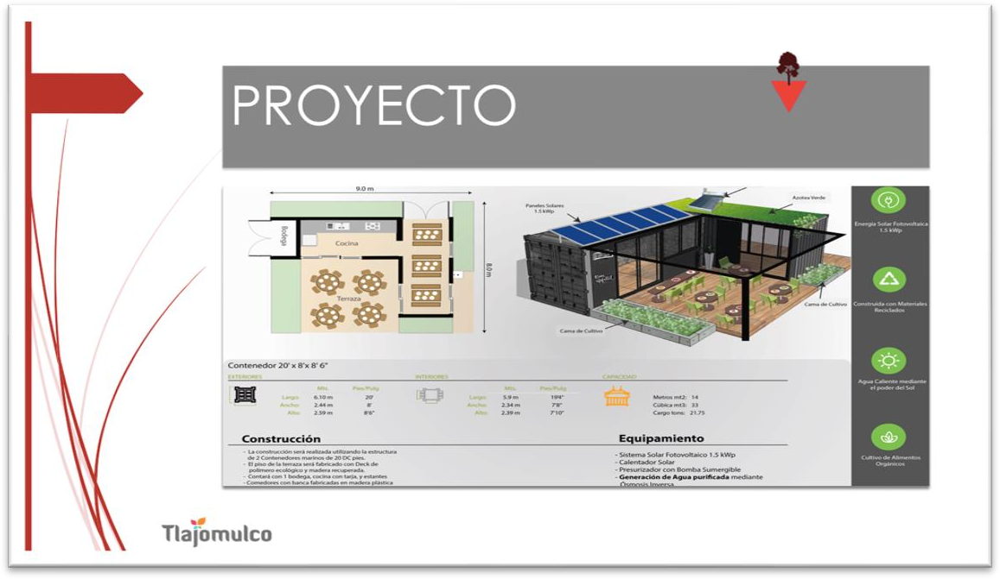 PROYECTO
9.0 m
Bodega
Cocina
Terraza
8.0m
Paneles Solares
1.5 kWp
Azotea Verde
Cama de Cultivo
Cama de Cultivo
Energia Solar Fotovoltaica
1.5 kWp
Construida con Materiales
Reciclados
Agua Caliente mediante
el poder del Sol
Cultivo de Alimentos
Orgánicos
Contenedor 20' x 8'x 8' 6"
EXTERIORES
Mts. Pies/Pulg
Largo: 6.10 m 20'
Ancho: 2.44 m 8'
Alto: 2.59 m 8'6"
INTERIORES
Mts. Pies/Pulg
Largo: 5.9 m 19'4"
Ancho: 2.34 m 7'8"
Alto: 2.39 m 7'10"
CAPACIDAD
Metros mt2: 14
Cúbica mt3: 33
Cargo tons: 21.75
Construcción
- La construcción será realizada utilizando la estructura
de 2 Contenedores marinos de 20 DC pies.
- El piso de la terraza será fabricado con Deck de
polímero ecológico y madera recuperada.
- Contará con 1 bodega, cocina con tarja, y estantes
- Comedores con banca fabricadas en madera plástica
Equipamiento
- Sistema Solar Fotovoltaico 1.5 kWp
- Calentador Solar
- Presurizador con Bomba Sumergible
- Generación de Agua purificada mediante
Ósmosis Inversa
Tlajomulco